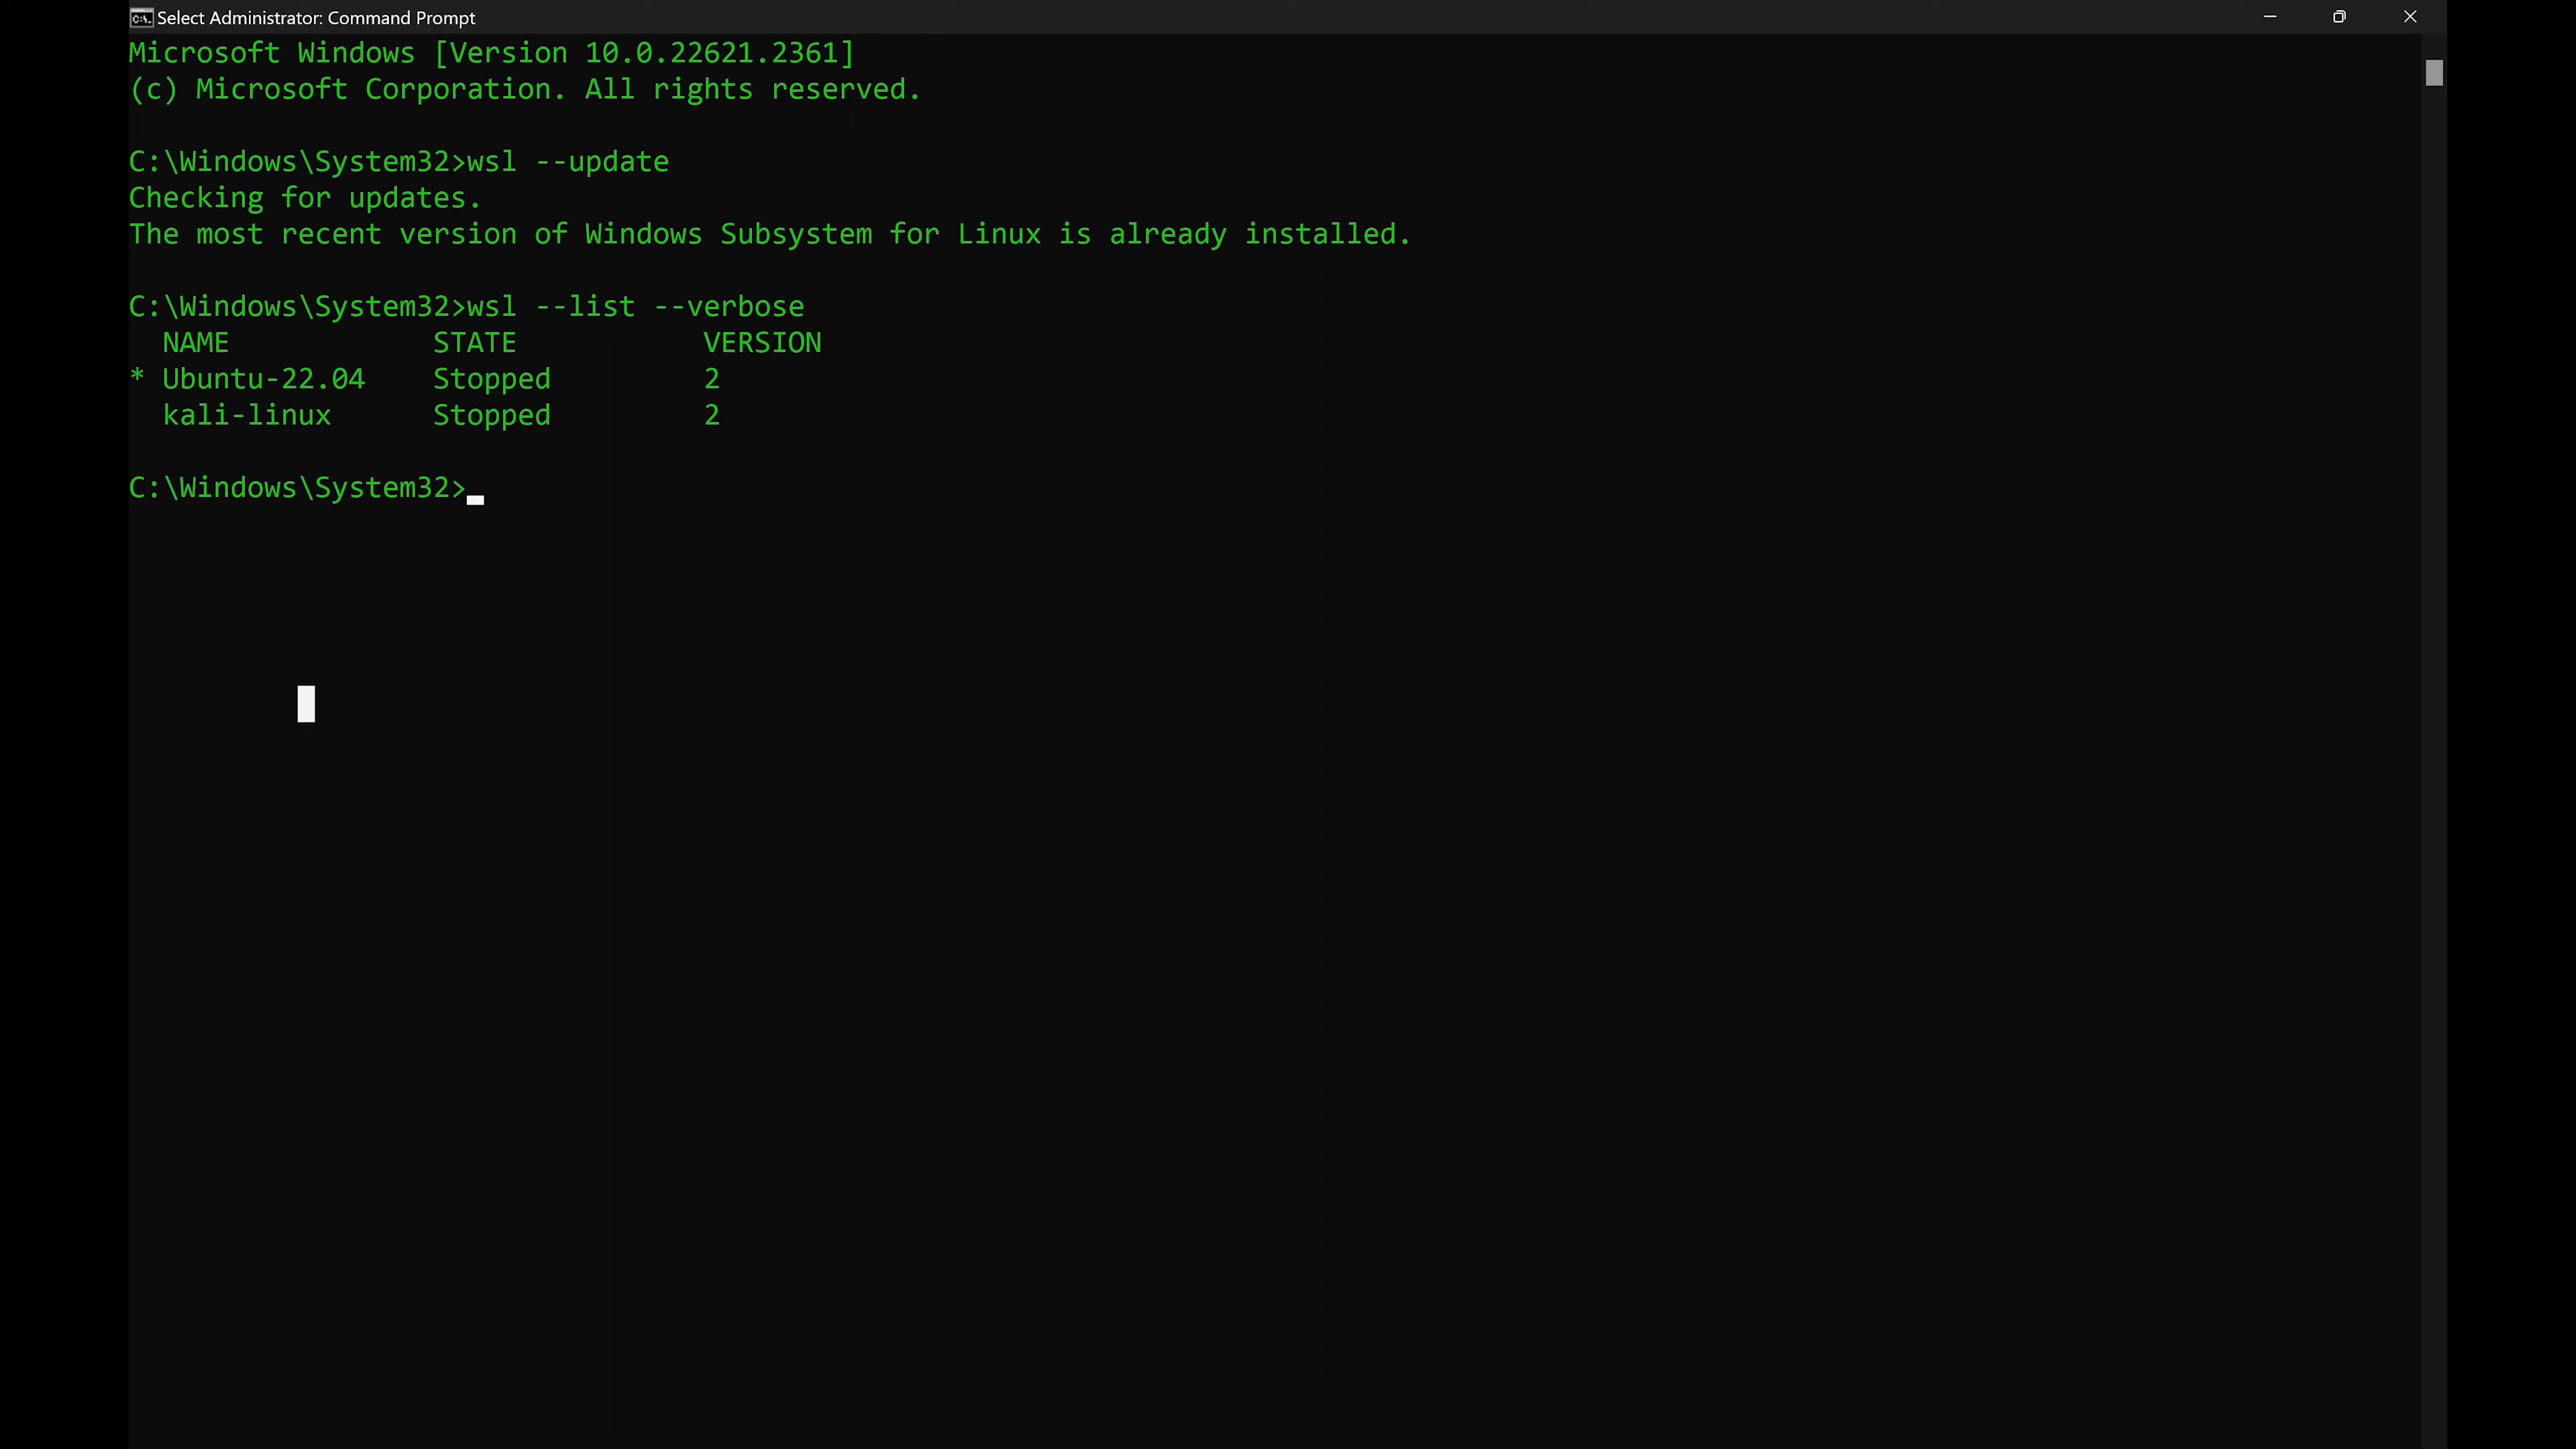 Select Administrator: Command Prompt
Microsoft Windows [Version 10.0.22621.2361]
(c) Microsoft Corporation. All rights reserved.
C:\Windows\System32>wsl --update
Checking for updates.
The most recent version of Windows Subsystem for Linux is already installed.
C:\Windows\System32>wsl --list --verbose
  NAME            STATE           VERSION
* Ubuntu-22.04    Stopped         2
  kali-linux      Stopped         2
C:\Windows\System32>